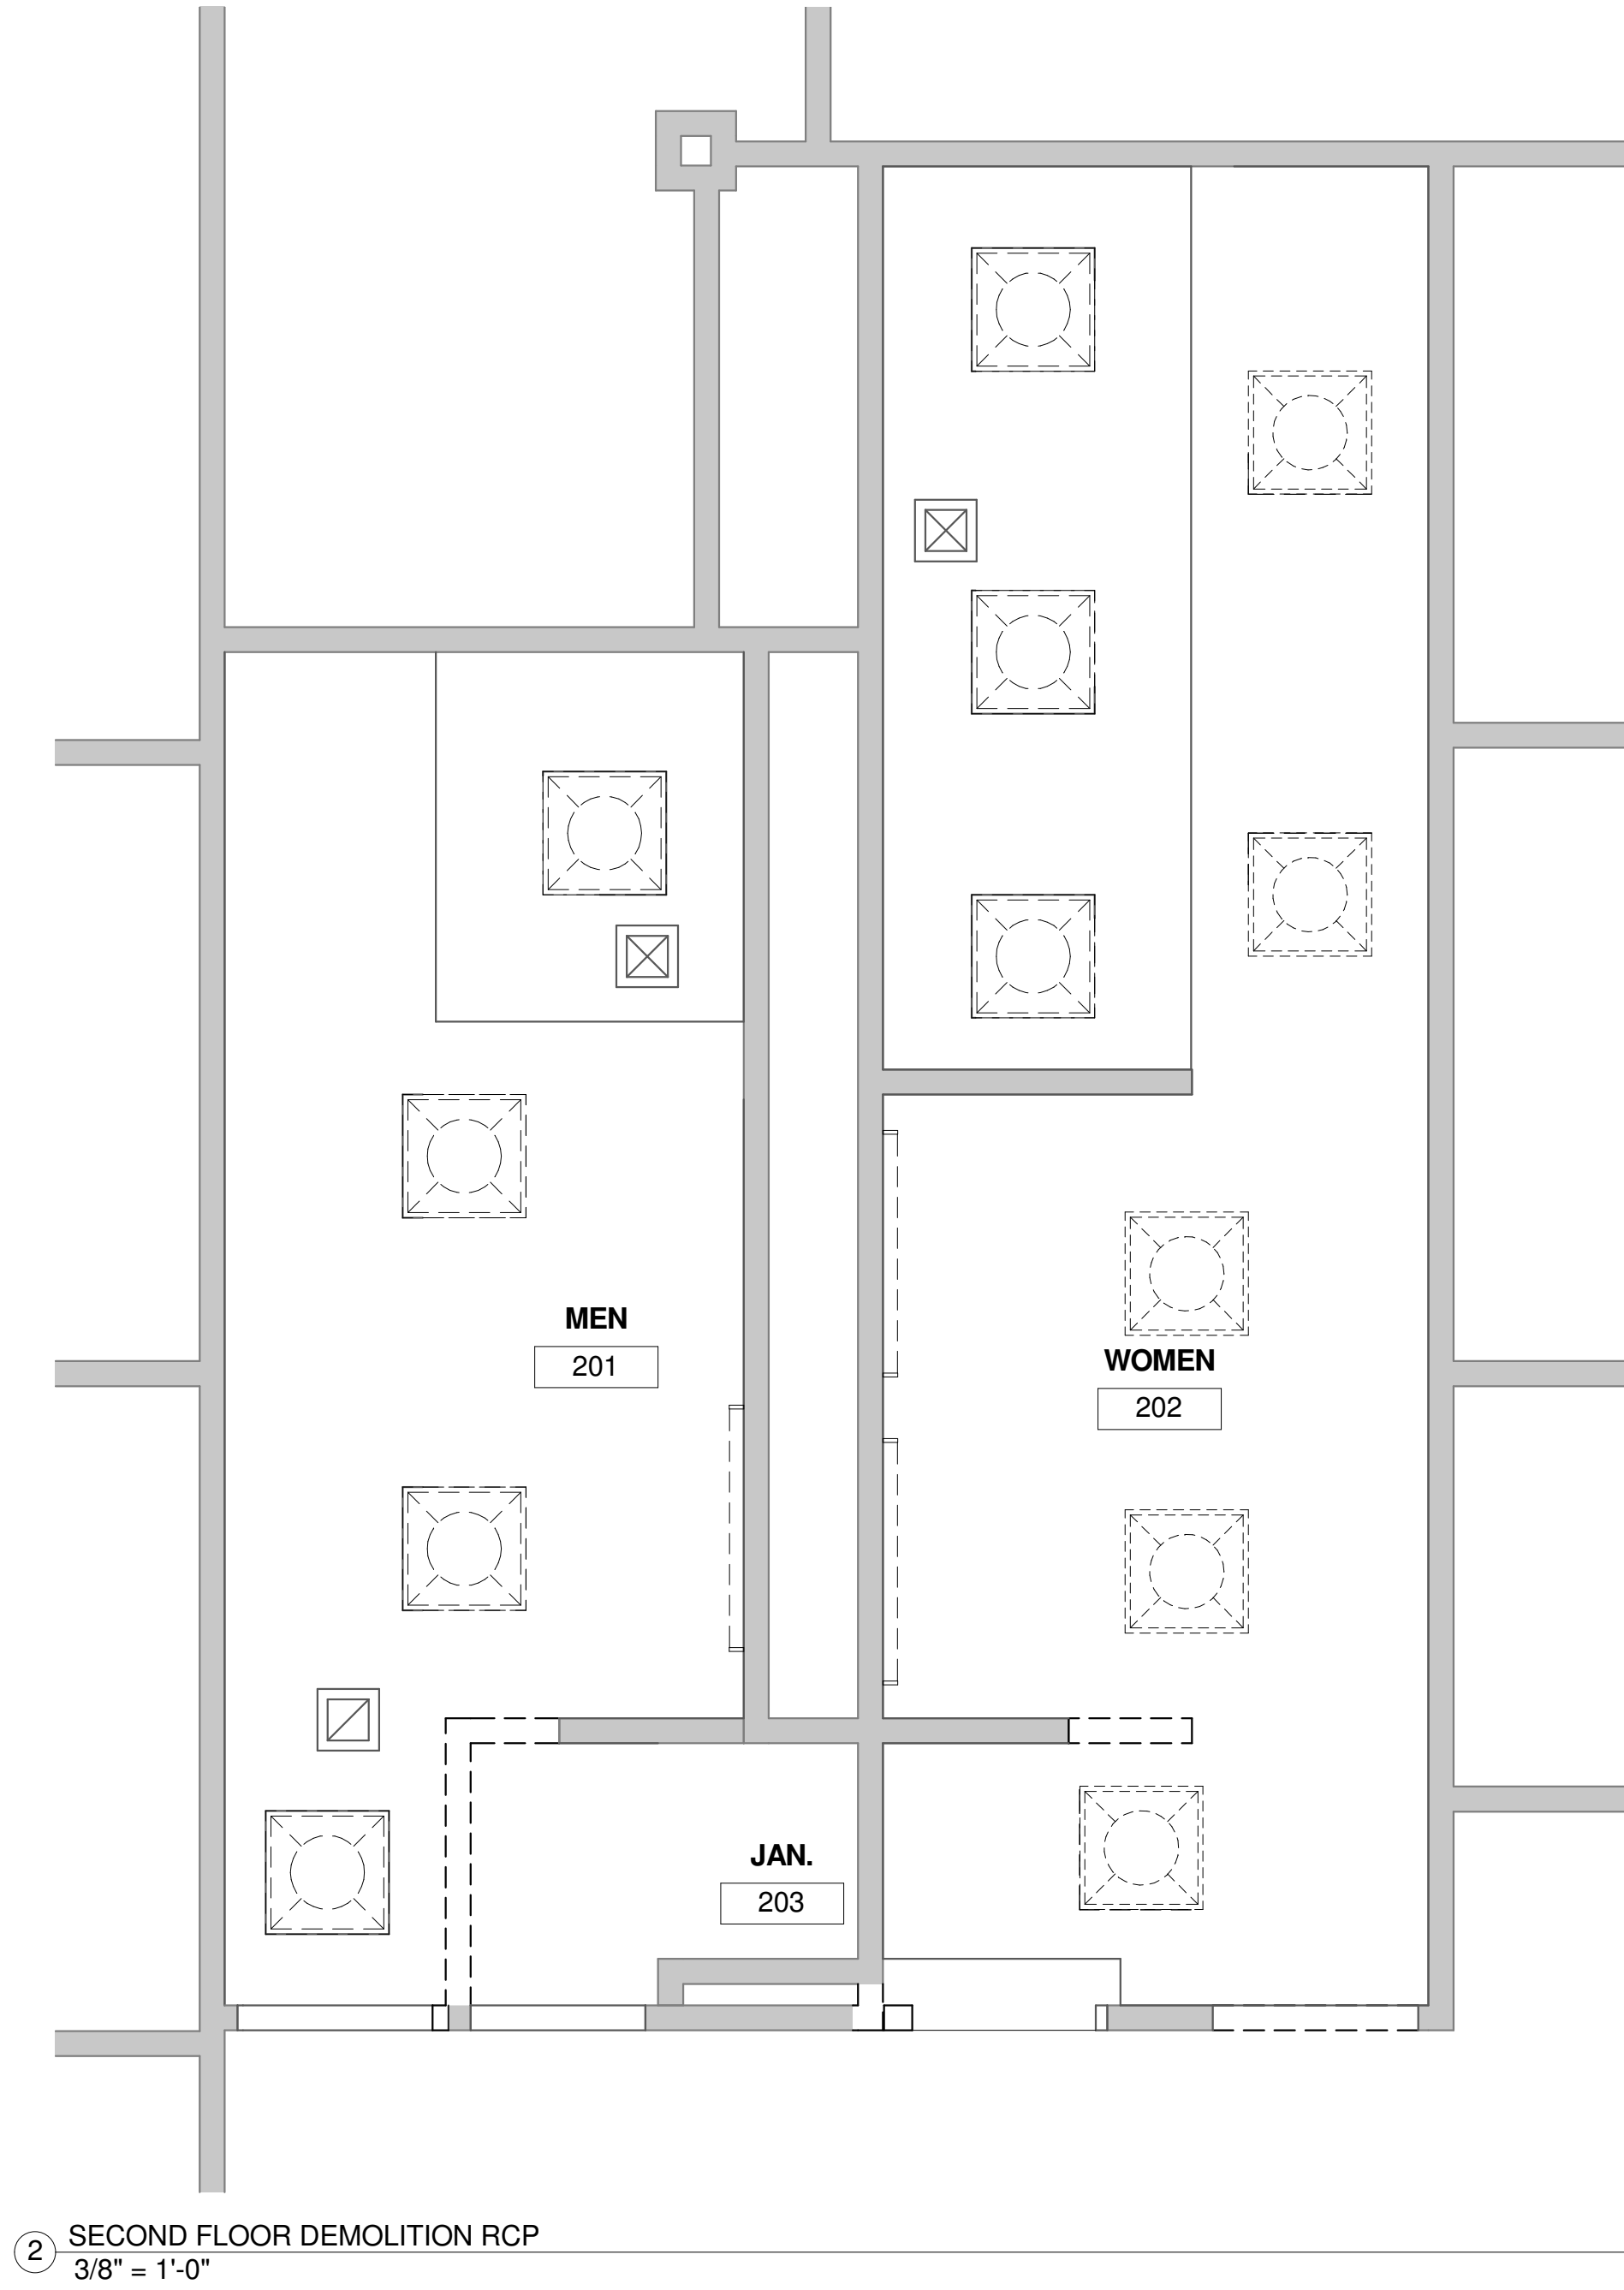 MEN
201
WOMEN
202
JAN.
203
2
SECOND FLOOR DEMOLITION RCP
3/8" = 1'-0"